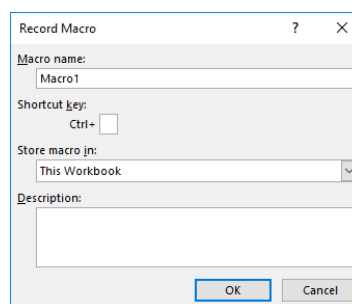 Record Macro ?
Macro name:
Macro1
Shortcut key:
Ctrl+
Store macro in:
This Workbook
Description:
OK Cancel